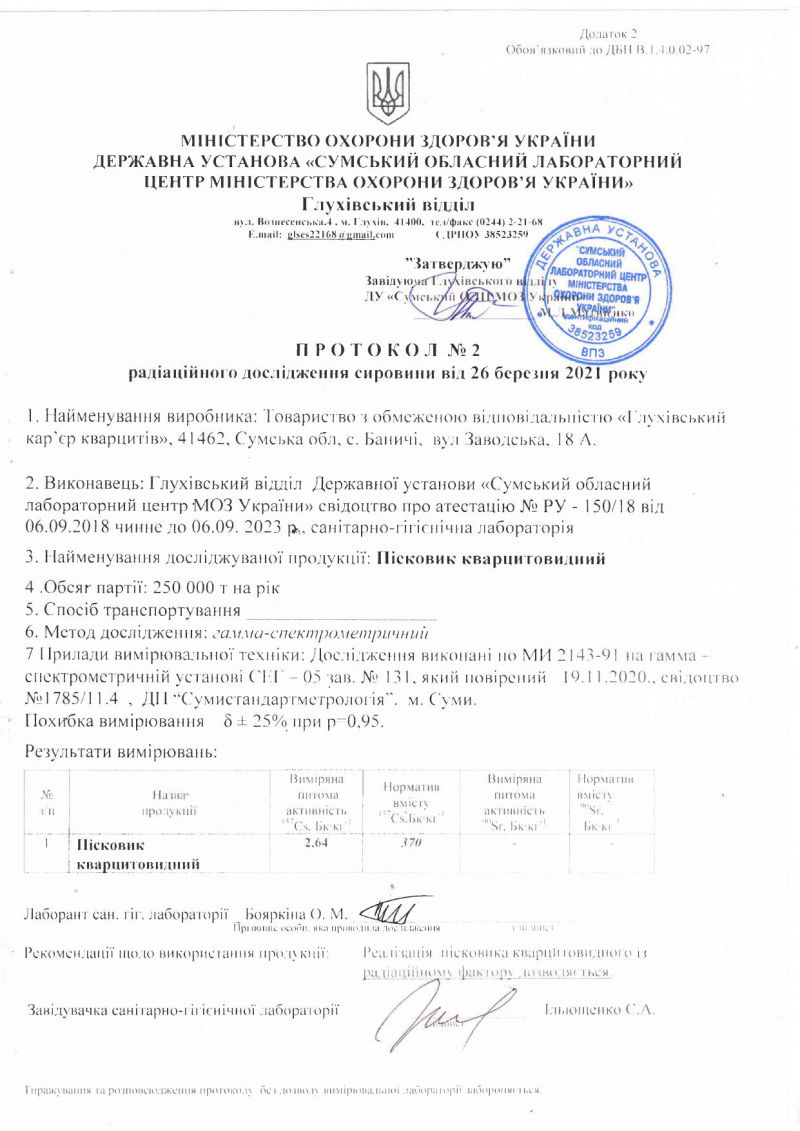 Додаток 2
Обов'язковий до ДБН В.1.4.0.02-97
МІНІСТЕРСТВО ОХОРОНИ ЗДОРОВ'Я УКРАЇНИ
ДЕРЖАВНА УСТАНОВА «СУМСЬКИЙ ОБЛАСНИЙ ЛАБОРАТОРНИЙ
ЦЕНТР МІНІСТЕРСТВА ОХОРОНИ ЗДОРОВ'Я УКРАЇНИ»
Глухівський відділ
вул. Вознесенська,4 , м. Глухів, 41400, тел/факс (0244) 2-21-68
E.mail: glses22168@gmail.com ЄДРПОУ 38523259
"Затверджую"
Завідуюча Глухівського відділу
ДУ «Сумський ОЛЦ МОЗ України»
М.Д.Матвієнко
ДЕРЖАВНА УСТАНОВА
"СУМСЬКИЙ
ОБЛАСНИЙ
ЛАБОРАТОРНИЙ ЦЕНТР
МІНІСТЕРСТВА
ОХОРОНИ ЗДОРОВ'Я
УКРАЇНИ"
Ідентифікаційний
код
38523259
ВПЗ
П Р О Т О К О Л № 2
радіаційного дослідження сировини від 26 березня 2021 року
1. Найменування виробника: Товариство з обмеженою відповідальністю «Глухівський
кар'єр кварцитів», 41462, Сумська обл, с. Баничі, вул Заводська, 18 А.
2. Виконавець: Глухівський відділ Державної установи «Сумський обласний
лабораторний центр МОЗ України» свідоцтво про атестацію № РУ - 150/18 від
06.09.2018 чинне до 06.09. 2023 р., санітарно-гігієнічна лабораторія
3. Найменування досліджуваної продукції: Пісковик кварцитовидний
4 .Обсяг партії: 250 000 т на рік
5. Спосіб транспортування
6. Метод дослідження: гамма-спектрометричний
7 Прилади вимірювальної техніки: Дослідження виконані по МИ 2143-91 на гамма –
спектрометричній установі СЕГ – 05 зав. № 131, який повірений 19.11.2020., свідоцтво
№1785/11.4 , ДП "Сумистандартметрологія". м. Суми.
Похибка вимірювання δ ± 25% при р=0,95.
Результати вимірювань:
№ з/п Назва продукції Виміряна питома активність ¹³⁷Cs, Бк·кг⁻¹ Норматив вмісту ¹³⁷Cs,Бк·кг⁻¹ Виміряна питома активність ⁹⁰Sr, Бк·кг⁻¹ Норматив вмісту ⁹⁰Sr, Бк·кг⁻¹
1 Пісковик 2,64 370 - -
кварцитовидний
Лаборант сан. гіг. лабораторії Бояркіна О. М.
Прізвище особи, яка проводила дослідження підпис
Рекомендації щодо використання продукції: Реалізація пісковика кварцитовидного із
радіаційному фактору дозволяється.
Завідувачка санітарно-гігієнічної лабораторії Ільющенко С.А.
підпис
Тиражування та розповсюдження протоколу без дозволу вимірювальної лабораторії забороняється.